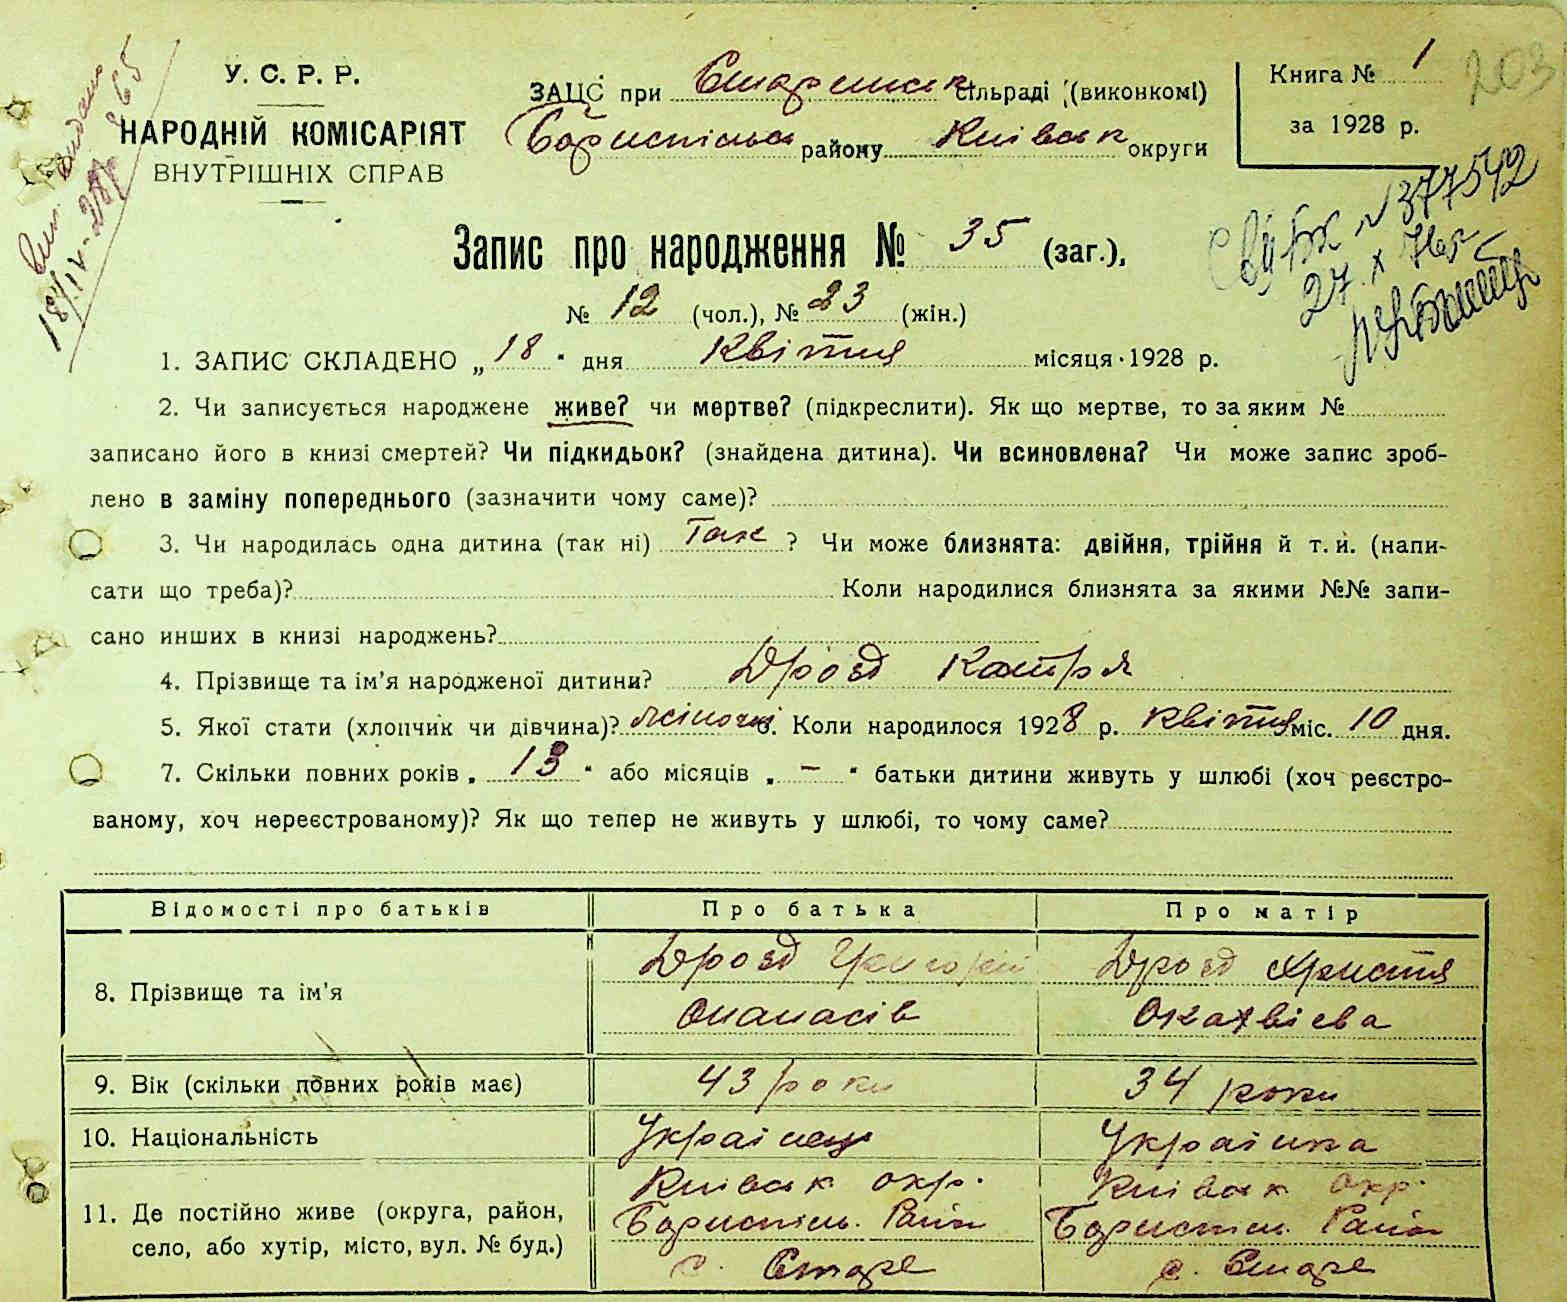 У. С. Р. Р.
НАРОДНІЙ КОМІСАРІЯТ
ВНУТРІШНІХ СПРАВ
ЗАЦС при Старинськ сільраді (виконкомі)
Бориспільськ району Київськ округи
Книга № 1
за 1928 р.
203
Запис про народження № 35 (заг.),
№ 12 (чол.), № 23 (жін.)
1. ЗАПИС СКЛАДЕНО „ 18 " дня Квітня місяця 1928 р.
2. Чи записується народжене живе? чи мертве? (підкреслити). Як що мертве, то за яким №
записано його в книзі смертей? Чи підкидьок? (знайдена дитина). Чи всиновлена? Чи може запис зроб-
лено в заміну попереднього (зазначити чому саме)?
3. Чи народилась одна дитина (так ні) Так ? Чи може близнята: двійня, трійня й т. и. (напи-
сати що треба)? Коли народилися близнята за якими №№ запи-
сано инших в книзі народжень?
4. Прізвище та ім'я народженої дитини? Дрозд Катря
5. Якої стати (хлопчик чи дівчина)? жіночої 6. Коли народилося 1928 р. Квітня міс. 10 дня.
7. Скільки повних років „ 13 " або місяців „ – " батьки дитини живуть у шлюбі (хоч реєстро-
ваному, хоч нереєстрованому)? Як що тепер не живуть у шлюбі, то чому саме?
Відомості про батьків Про батька Про матір
8. Прізвище та ім'я Дрозд Григорій Дрозд Христя
Опанасів
9. Вік (скільки повних років має) 43 роки 34 роки
10. Національність Українець Українка
11. Де постійно живе (округа, район, Київськ окр. Київськ окр.
село, або хутір, місто, вул. № буд.) Бориспіль. Район Бориспіль. Район
с. Старе с. Старе